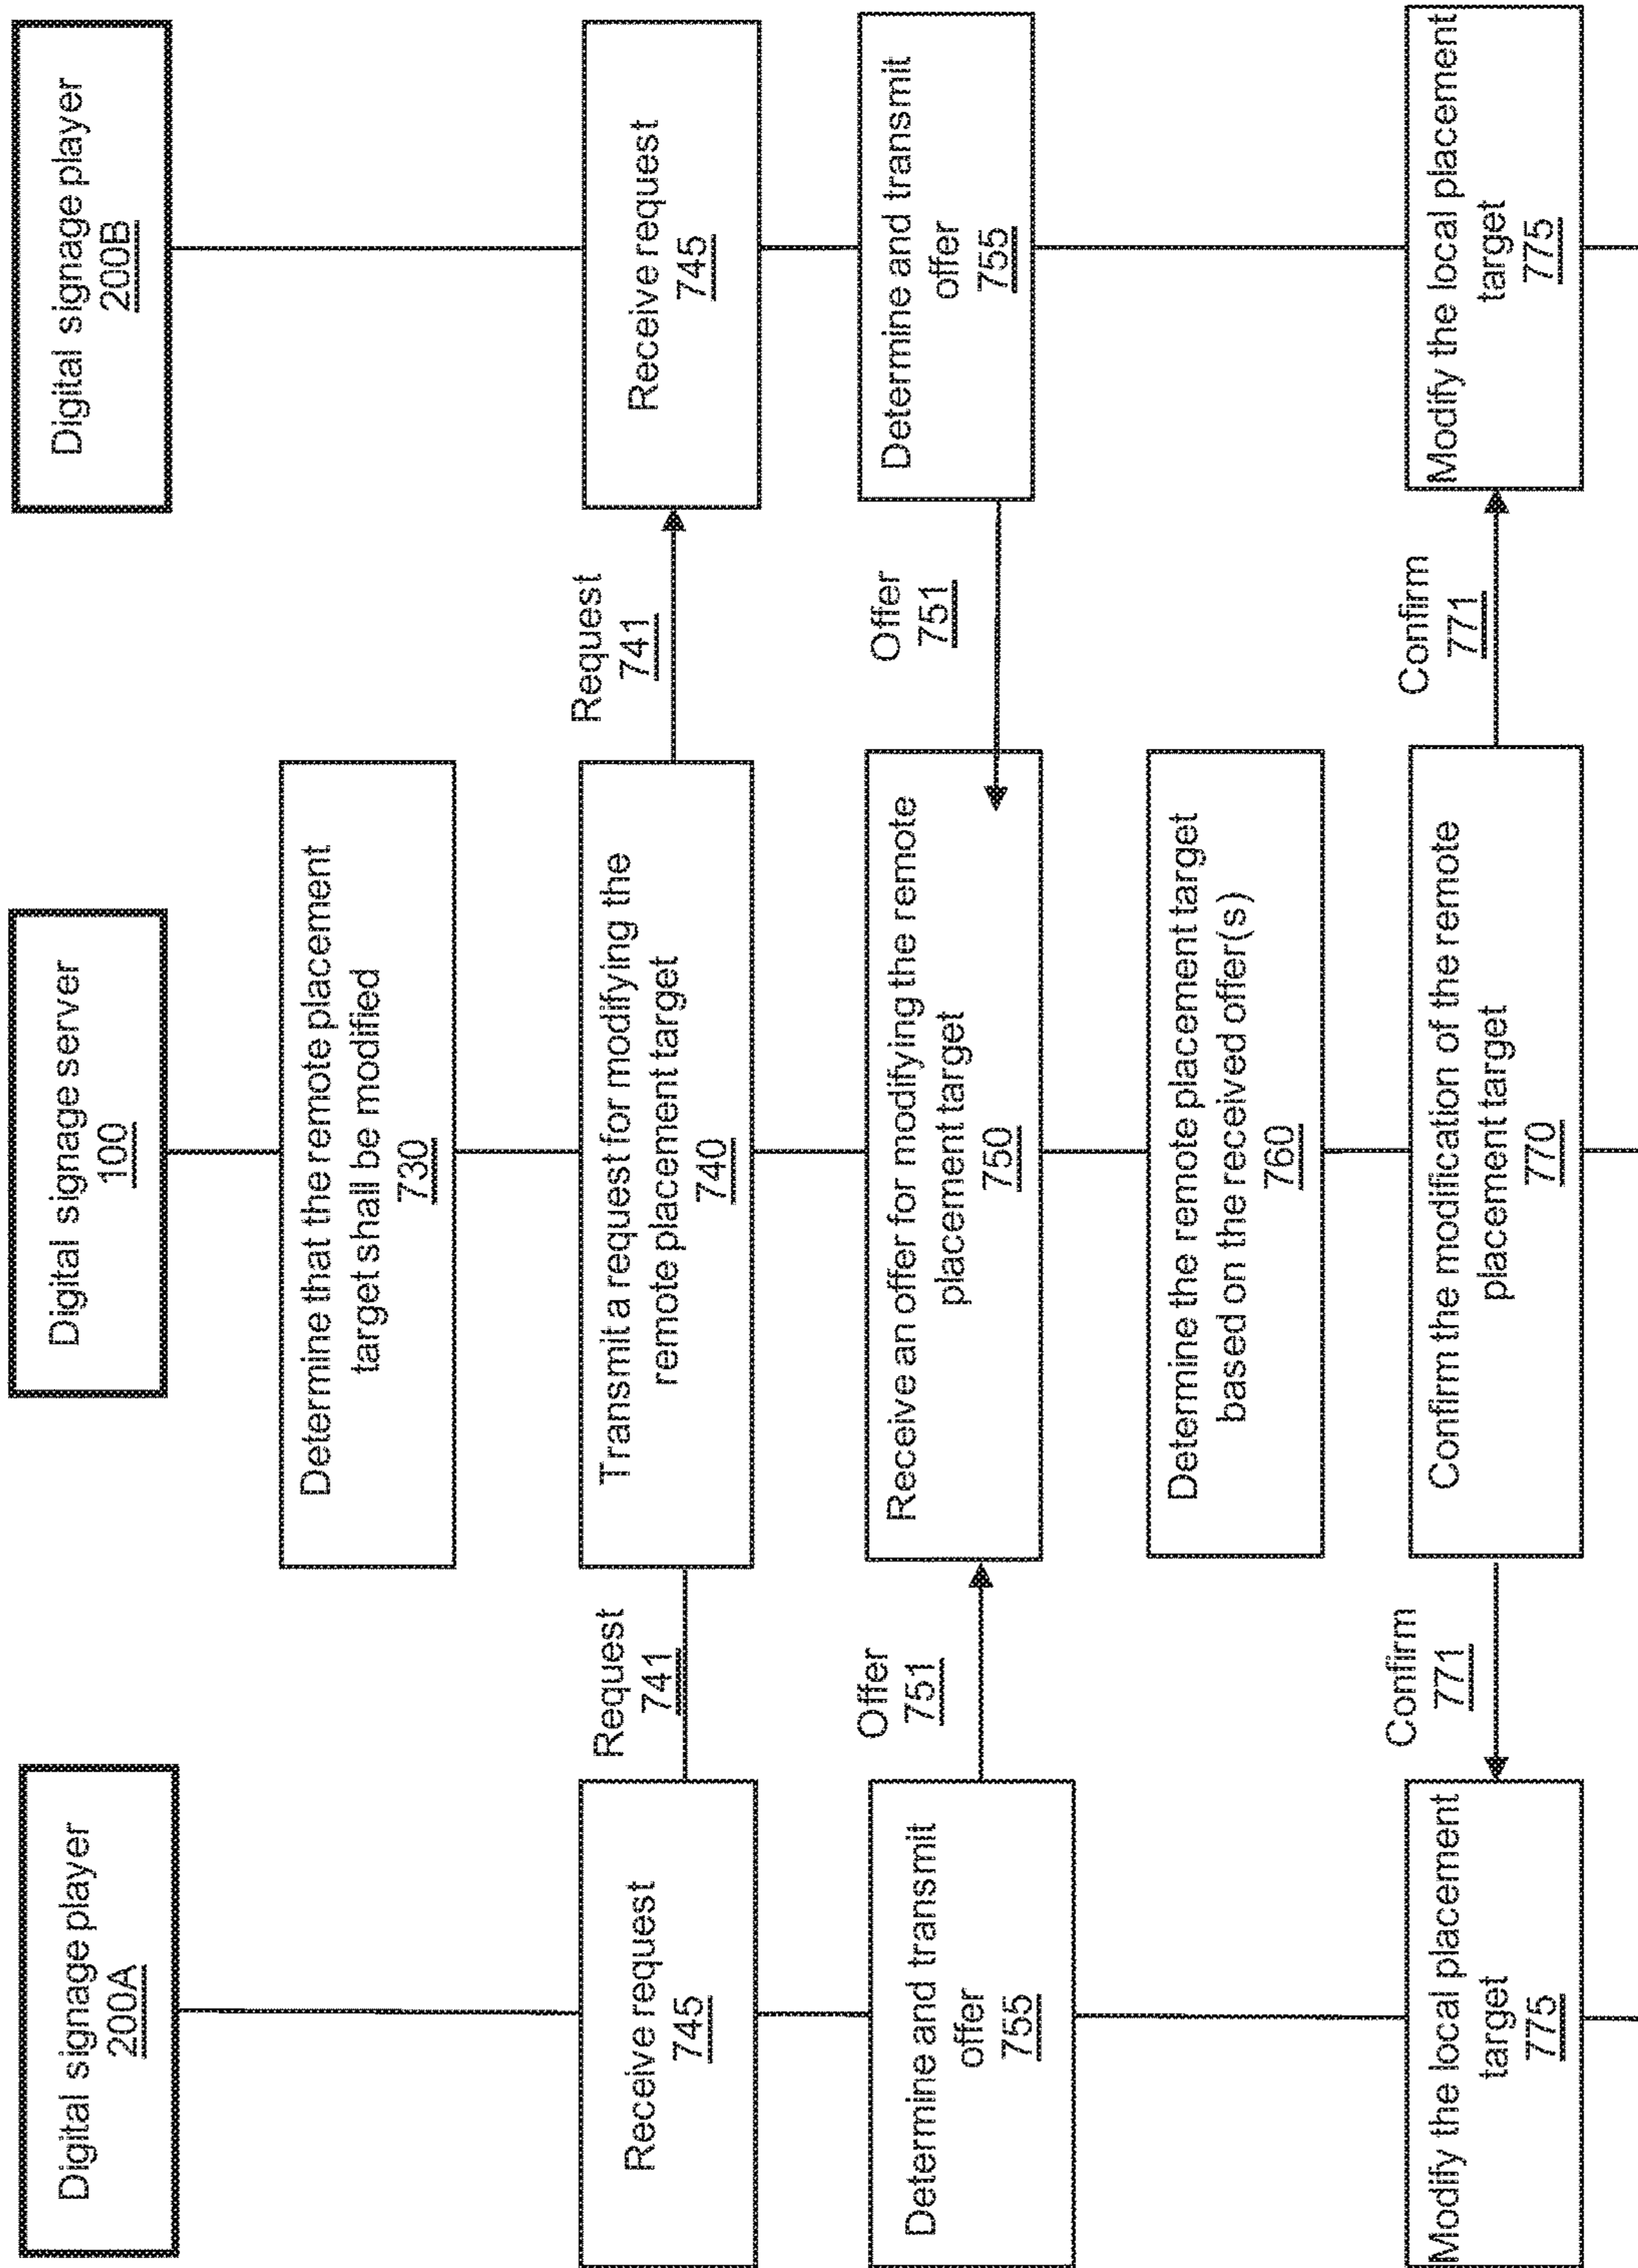 Digital signage player
200A
Digital signage server
100
Digital signage player
200B
Determine that the remote placement
target shall be modified
730
Receive request
745
Request
741
Transmit a request for modifying the
remote placement target
740
Request
741
Receive request
745
Determine and transmit
offer
755
Offer
751
Receive an offer for modifying the remote
placement target
750
Offer
751
Determine and transmit
offer
755
Determine the remote placement target
based on the received offer(s)
760
Modify the local placement
target
775
Confirm
771
Confirm the modification of the remote
placement target
770
Confirm
771
Modify the local placement
target
775